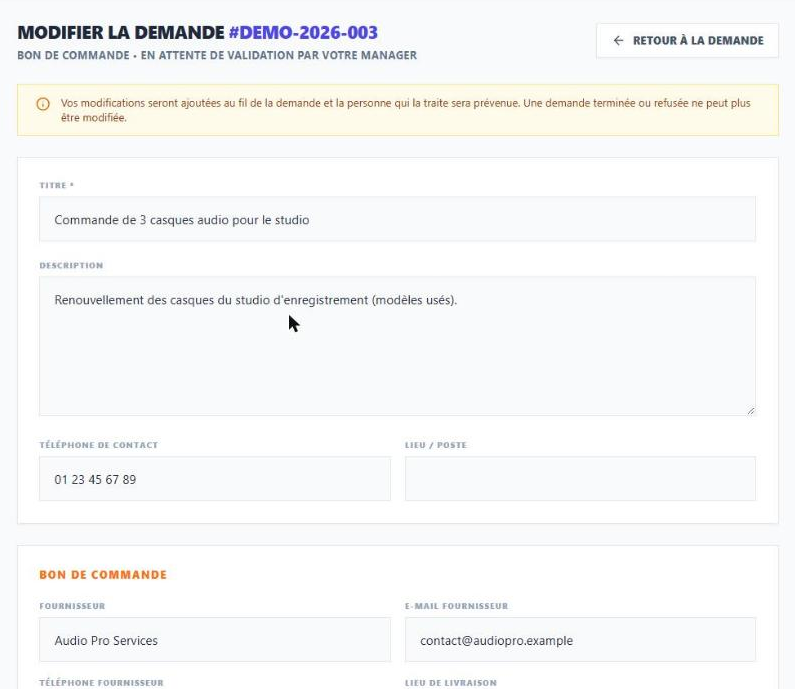 MODIFIER LA DEMANDE #DEMO-2026-003
BON DE COMMANDE • EN ATTENTE DE VALIDATION PAR VOTRE MANAGER
← RETOUR À LA DEMANDE
Vos modifications seront ajoutées au fil de la demande et la personne qui la traite sera prévenue. Une demande terminée ou refusée ne peut plus
être modifiée.
TITRE *
Commande de 3 casques audio pour le studio
DESCRIPTION
Renouvellement des casques du studio d'enregistrement (modèles usés).
TÉLÉPHONE DE CONTACT
LIEU / POSTE
01 23 45 67 89
BON DE COMMANDE
FOURNISSEUR
E-MAIL FOURNISSEUR
Audio Pro Services
contact@audiopro.example
TÉLÉPHONE FOURNISSEUR
LIEU DE LIVRAISON